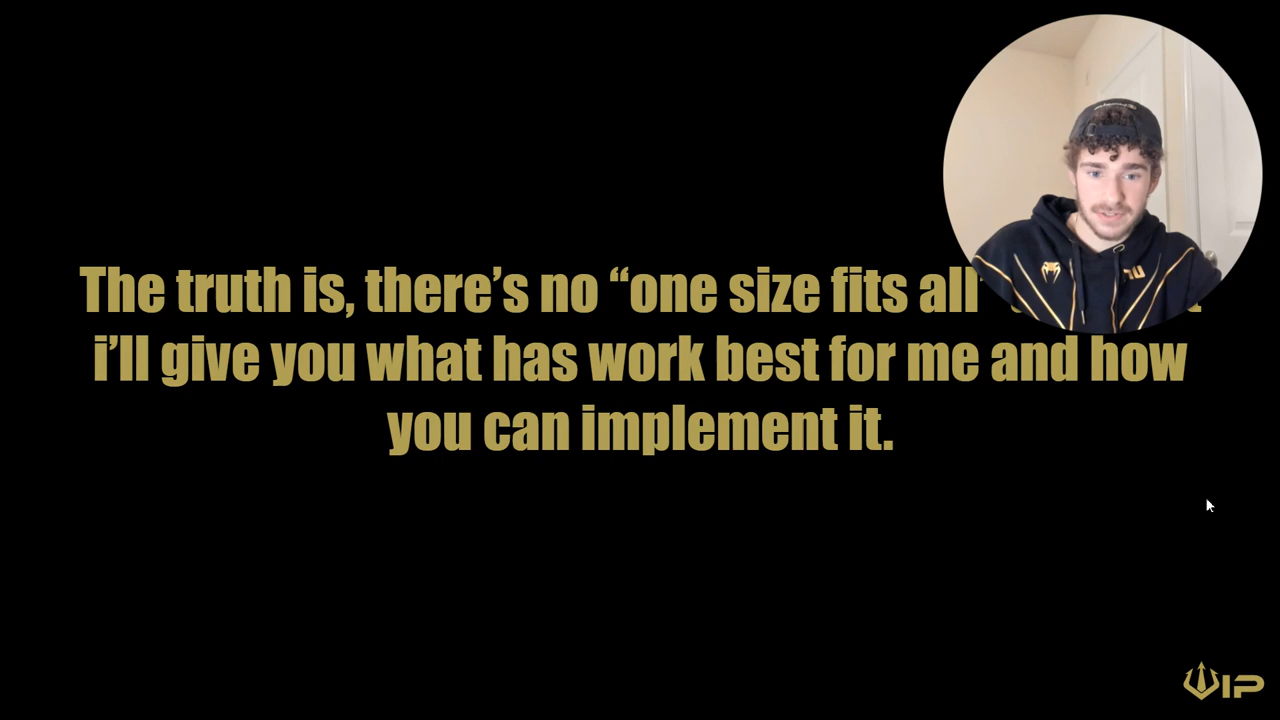 The truth is, there’s no “one size fits all
i’ll give you what has work best for me and how
you can implement it.
VIP